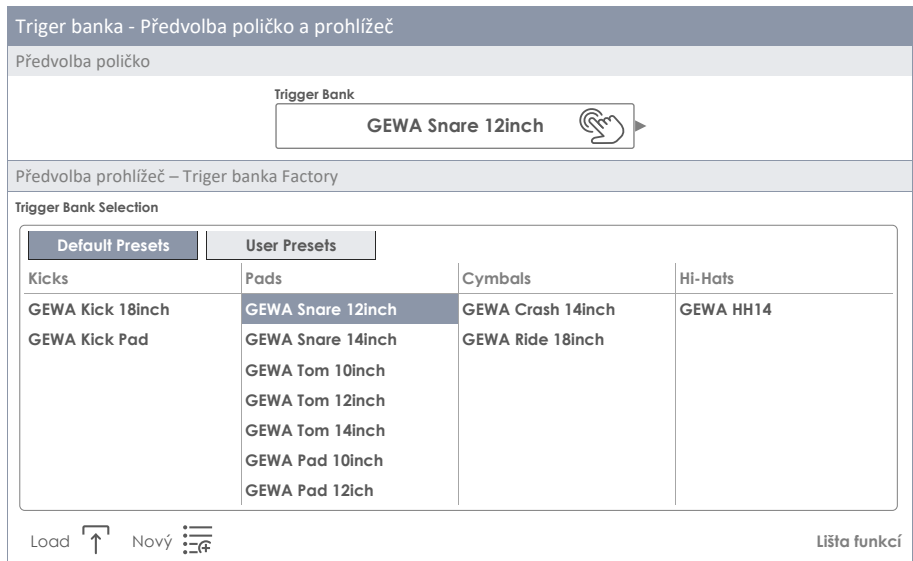 Triger banka - Předvolba poličko a prohlížeč
Předvolba poličko
Trigger Bank
GEWA Snare 12inch
Předvolba prohlížeč – Triger banka Factory
Trigger Bank Selection
Default Presets User Presets
Kicks Pads Cymbals Hi-Hats
GEWA Kick 18inch GEWA Snare 12inch GEWA Crash 14inch GEWA HH14
GEWA Kick Pad GEWA Snare 14inch GEWA Ride 18inch
GEWA Tom 10inch
GEWA Tom 12inch
GEWA Tom 14inch
GEWA Pad 10inch
GEWA Pad 12ich
Load Nový Lišta funkcí